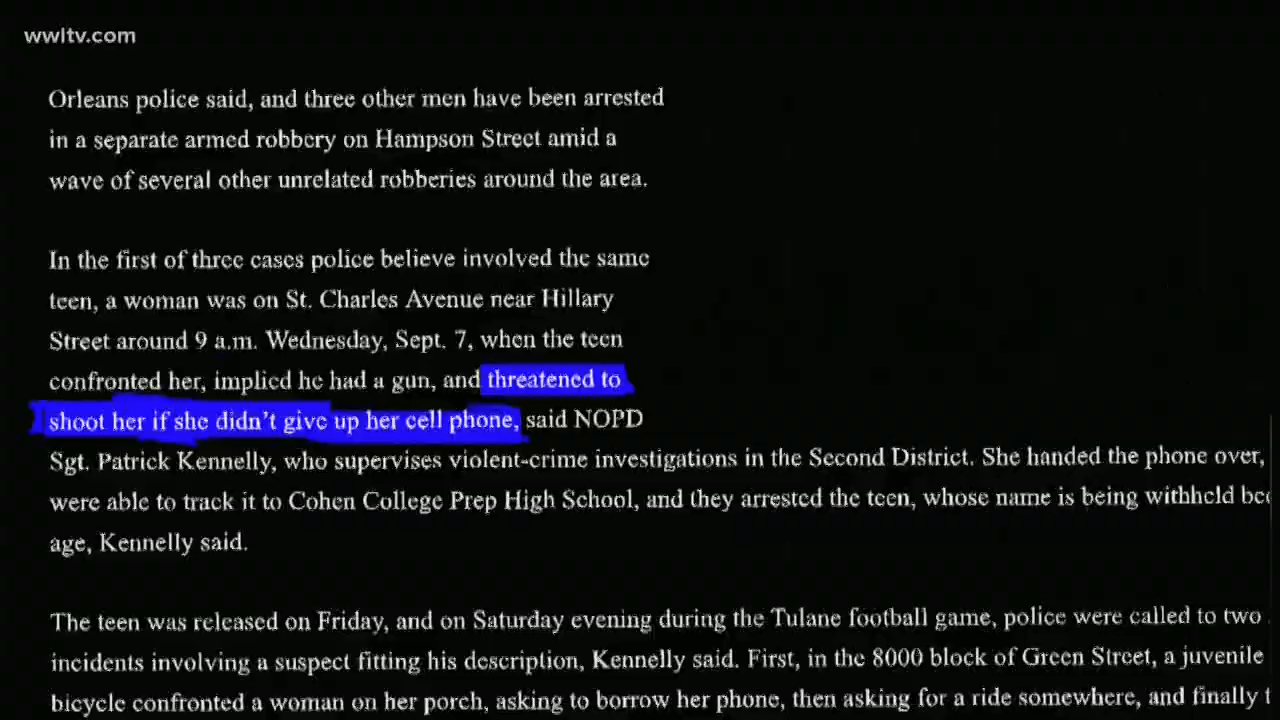 wwltv.com
Orleans police said, and three other men have been arrested
in a separate armed robbery on Hampson Street amid a
wave of several other unrelated robberies around the area.
In the first of three cases police believe involved the same
teen, a woman was on St. Charles Avenue near Hillary
Street around 9 a.m. Wednesday, Sept. 7, when the teen
confronted her, implied he had a gun, and threatened to
shoot her if she didn't give up her cell phone, said NOPD
Sgt. Patrick Kennelly, who supervises violent-crime investigations in the Second District. She handed the phone over,
were able to track it to Cohen College Prep High School, and they arrested the teen, whose name is being withheld
age, Kennelly said.
The teen was released on Friday, and on Saturday evening during the Tulane football game, police were called to two
incidents involving a suspect fitting his description, Kennelly said. First, in the 8000 block of Green Street, a juvenile
bicycle confronted a woman on her porch, asking to borrow her phone, then asking for a ride somewhere, and finally